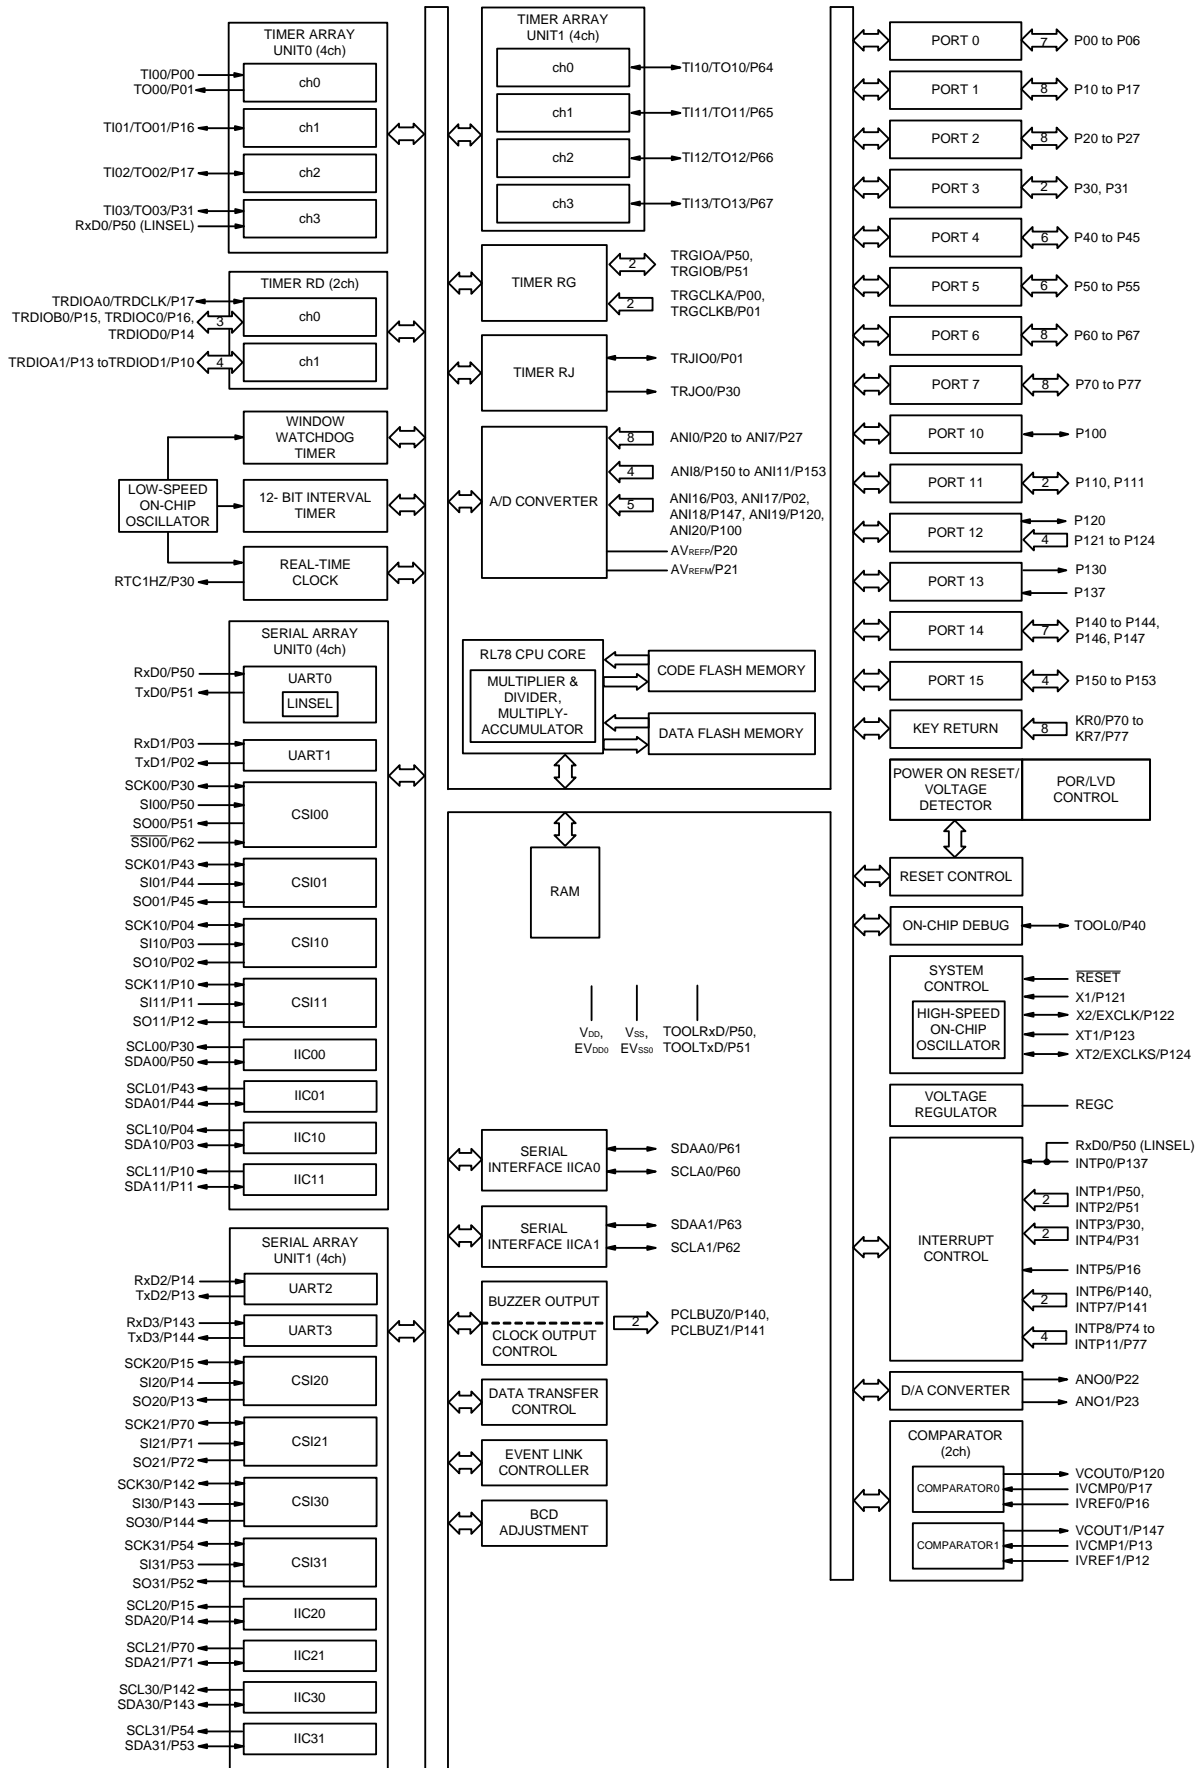 TIMER ARRAY
UNIT0 (4ch)
TI00/P00
TO00/P01
ch0
TI01/TO01/P16
ch1
TI02/TO02/P17
ch2
TI03/TO03/P31
RxD0/P50 (LINSEL)
ch3
TIMER RD (2ch)
TRDIOA0/TRDCLK/P17
TRDIOB0/P15, TRDIOC0/P16,
TRDIOD0/P14
3
ch0
TRDIOA1/P13 toTRDIOD1/P10
4
ch1
WINDOW
WATCHDOG
TIMER
LOW-SPEED
ON-CHIP
OSCILLATOR
12- BIT INTERVAL
TIMER
RTC1HZ/P30
REAL-TIME
CLOCK
SERIAL ARRAY
UNIT0 (4ch)
RxD0/P50
TxD0/P51
UART0
LINSEL
RxD1/P03
TxD1/P02
UART1
SCK00/P30
SI00/P50
SO00/P51
SSI00/P62
CSI00
SCK01/P43
SI01/P44
SO01/P45
CSI01
SCK10/P04
SI10/P03
SO10/P02
CSI10
SCK11/P10
SI11/P11
SO11/P12
CSI11
SCL00/P30
SDA00/P50
IIC00
SCL01/P43
SDA01/P44
IIC01
SCL10/P04
SDA10/P03
IIC10
SCL11/P10
SDA11/P11
IIC11
SERIAL ARRAY
UNIT1 (4ch)
RxD2/P14
TxD2/P13
UART2
RxD3/P143
TxD3/P144
UART3
SCK20/P15
SI20/P14
SO20/P13
CSI20
SCK21/P70
SI21/P71
SO21/P72
CSI21
SCK30/P142
SI30/P143
SO30/P144
CSI30
SCK31/P54
SI31/P53
SO31/P52
CSI31
SCL20/P15
SDA20/P14
IIC20
SCL21/P70
SDA21/P71
IIC21
SCL30/P142
SDA30/P143
IIC30
SCL31/P54
SDA31/P53
IIC31
TIMER ARRAY
UNIT1 (4ch)
ch0
TI10/TO10/P64
ch1
TI11/TO11/P65
ch2
TI12/TO12/P66
ch3
TI13/TO13/P67
TIMER RG
2
TRGIOA/P50,
TRGIOB/P51
2
TRGCLKA/P00,
TRGCLKB/P01
TIMER RJ
TRJIO0/P01
TRJO0/P30
A/D CONVERTER
8
ANI0/P20 to ANI7/P27
4
ANI8/P150 to ANI11/P153
5
ANI16/P03, ANI17/P02,
ANI18/P147, ANI19/P120,
ANI20/P100
AVREFP/P20
AVREFM/P21
RL78 CPU CORE
MULTIPLIER &
DIVIDER,
MULTIPLY-
ACCUMULATOR
CODE FLASH MEMORY
DATA FLASH MEMORY
RAM
VDD,
EVDD0
VSS,
EVSS0
TOOLRxD/P50,
TOOLTxD/P51
SERIAL
INTERFACE IICA0
SDAA0/P61
SCLA0/P60
SERIAL
INTERFACE IICA1
SDAA1/P63
SCLA1/P62
BUZZER OUTPUT
CLOCK OUTPUT
CONTROL
2
PCLBUZ0/P140,
PCLBUZ1/P141
DATA TRANSFER
CONTROL
EVENT LINK
CONTROLLER
BCD
ADJUSTMENT
PORT 0
7
P00 to P06
PORT 1
8
P10 to P17
PORT 2
8
P20 to P27
PORT 3
2
P30, P31
PORT 4
6
P40 to P45
PORT 5
6
P50 to P55
PORT 6
8
P60 to P67
PORT 7
8
P70 to P77
PORT 10
P100
PORT 11
2
P110, P111
PORT 12
P120
4
P121 to P124
PORT 13
P130
P137
PORT 14
7
P140 to P144,
P146, P147
PORT 15
4
P150 to P153
KEY RETURN
8
KR0/P70 to
KR7/P77
POWER ON RESET/
VOLTAGE
DETECTOR
POR/LVD
CONTROL
RESET CONTROL
ON-CHIP DEBUG
TOOL0/P40
SYSTEM
CONTROL
HIGH-SPEED
ON-CHIP
OSCILLATOR
RESET
X1/P121
X2/EXCLK/P122
XT1/P123
XT2/EXCLKS/P124
VOLTAGE
REGULATOR
REGC
INTERRUPT
CONTROL
RxD0/P50 (LINSEL)
INTP0/P137
2
INTP1/P50,
INTP2/P51
2
INTP3/P30,
INTP4/P31
INTP5/P16
2
INTP6/P140,
INTP7/P141
4
INTP8/P74 to
INTP11/P77
D/A CONVERTER
ANO0/P22
ANO1/P23
COMPARATOR
(2ch)
COMPARATOR0
VCOUT0/P120
IVCMP0/P17
IVREF0/P16
COMPARATOR1
VCOUT1/P147
IVCMP1/P13
IVREF1/P12